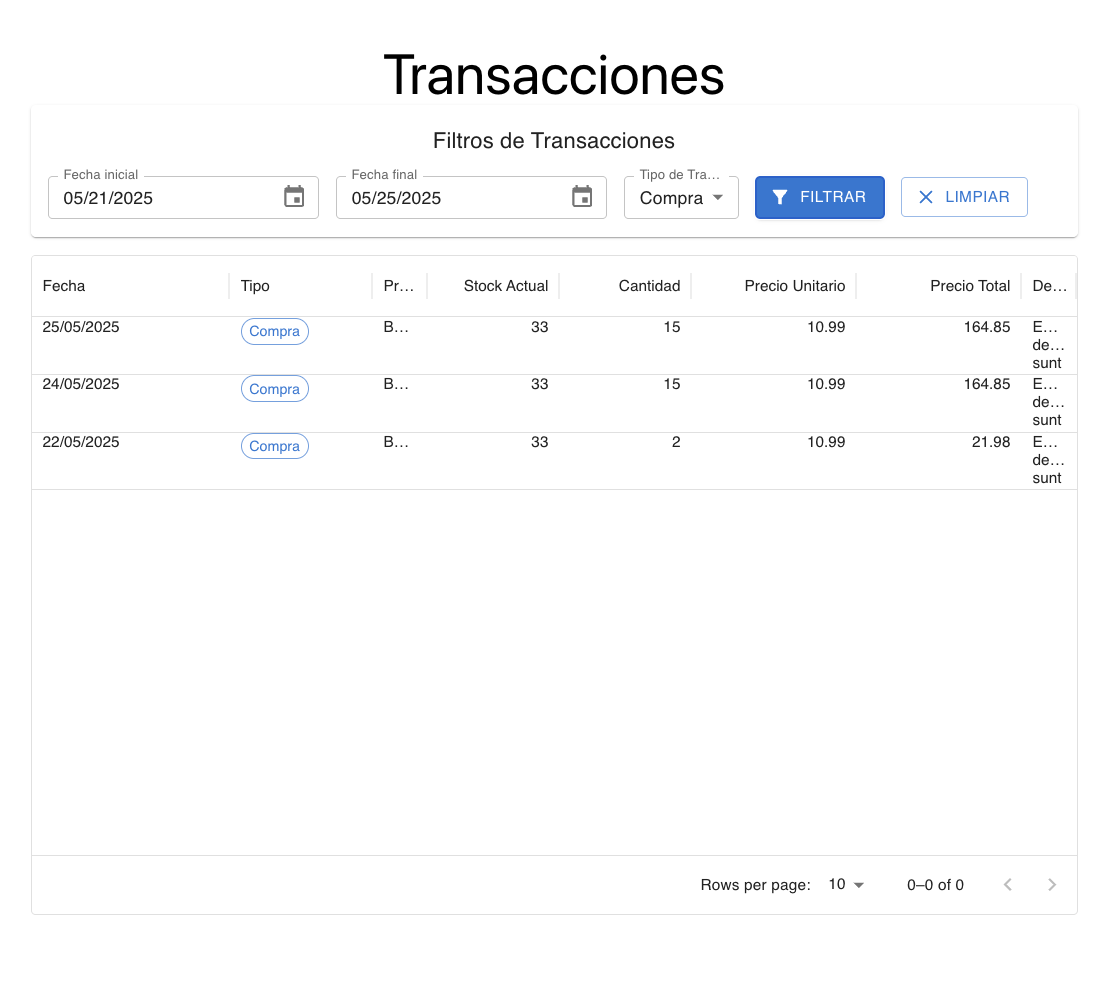 Transacciones
Filtros de Transacciones
Fecha inicial Fecha final Tipo de Tra…
05/21/2025 05/25/2025 Compra FILTRAR LIMPIAR
Fecha Tipo Pr… Stock Actual Cantidad Precio Unitario Precio Total De…
25/05/2025 Compra B… 33 15 10.99 164.85 E…
de…
sunt
24/05/2025 Compra B… 33 15 10.99 164.85 E…
de…
sunt
22/05/2025 Compra B… 33 2 10.99 21.98 E…
de…
sunt
Rows per page: 10 0–0 of 0